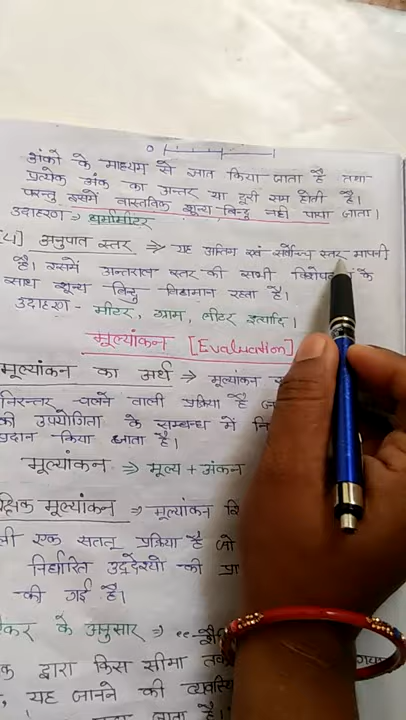 0
अंको के माध्यम से ज्ञात किया जाता है तथा
प्रत्येक अंक का अन्तर या दूरी सम होती है।
परन्तु इसमें वास्तविक शून्य बिन्दु नही पाया जाता।
उदाहरण ⇒ थर्मामीटर
[4] अनुपात स्तर ⇒ यह अन्तिम एवं सर्वोच्च स्तर मापनी
है। इसमें अन्तराल स्तर की सभी के
साथ शून्य बिन्दु विद्यमान रहता है।
उदाहरण - मीटर, ग्राम, लीटर इत्यादि।
मूल्यांकन [Evaluation]
मूल्यांकन का अर्थ ⇒ मूल्यांकन
निरन्तर चलने वाली प्रक्रिया है
की उपयोगिता के सम्बन्ध में
प्रदान किया जाता है।
मूल्यांकन ⇒ मूल्य + अंकन
मूल्यांकन ⇒ मूल्यांकन
एक सतत् प्रक्रिया है जो
निर्धारित उद्देश्यो की
की गई है।
के अनुसार ⇒
द्वारा किस सीमा तक
यह जानने की
जाता है।